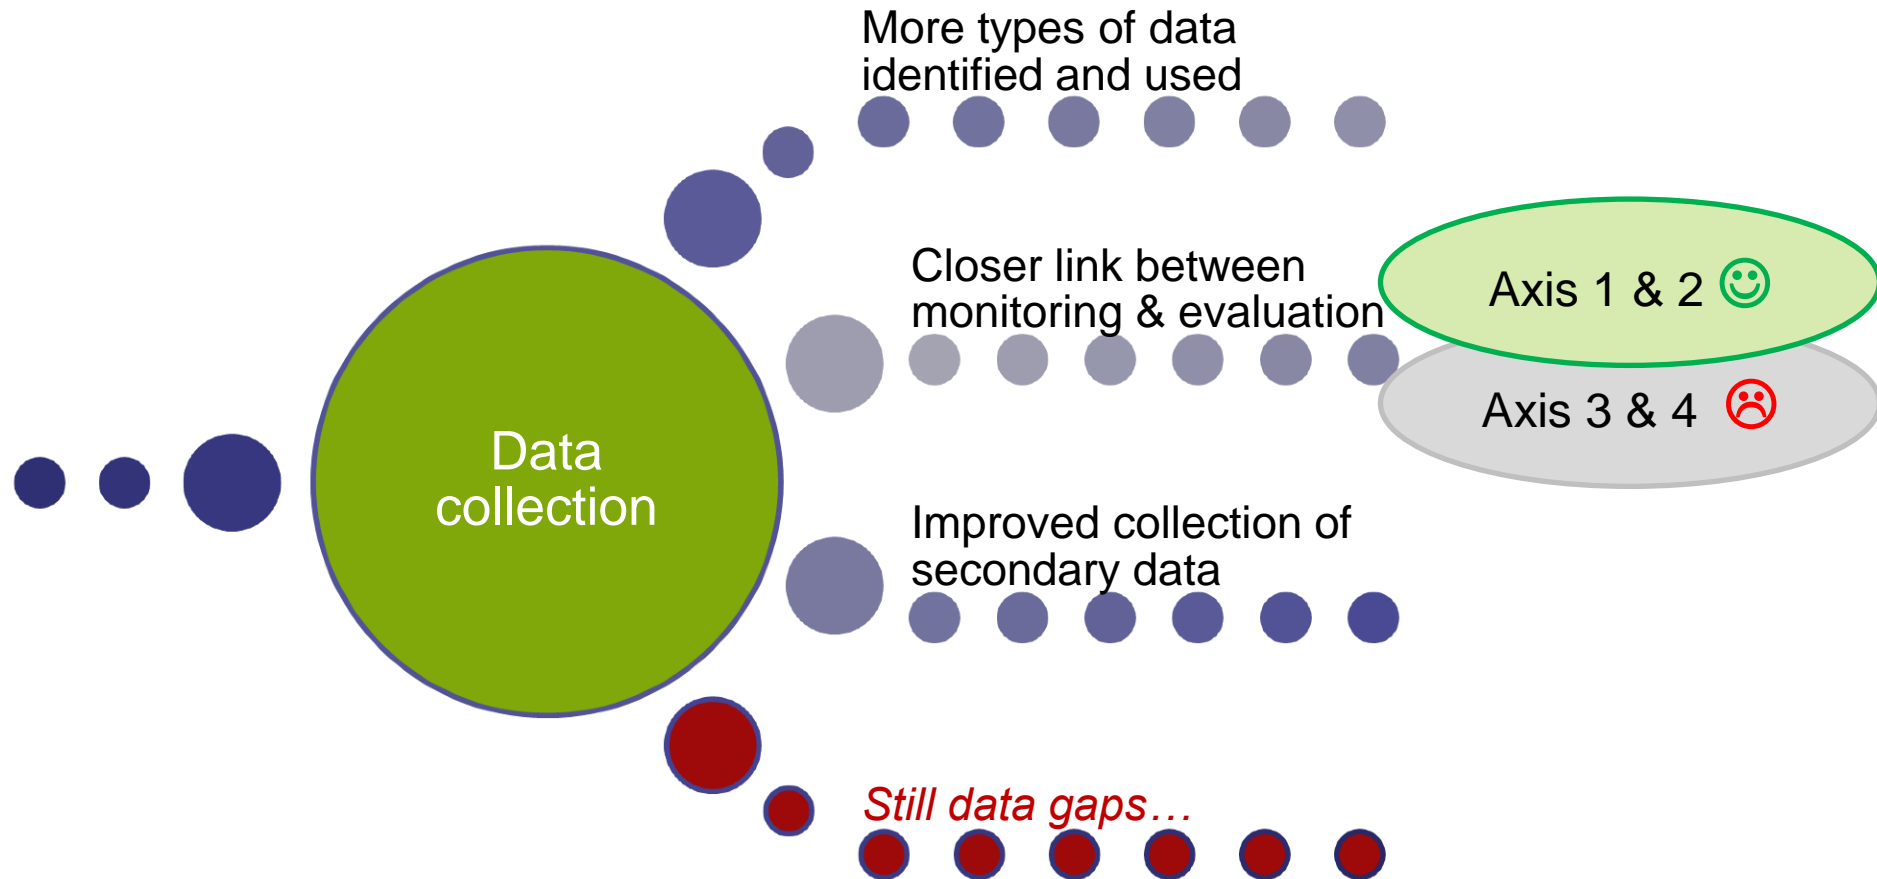 More types of data
identified and used
Closer link between
monitoring & evaluation
Axis 1 & 2
Axis 3 & 4
Data
collection
Improved collection of
secondary data
Still data gaps…